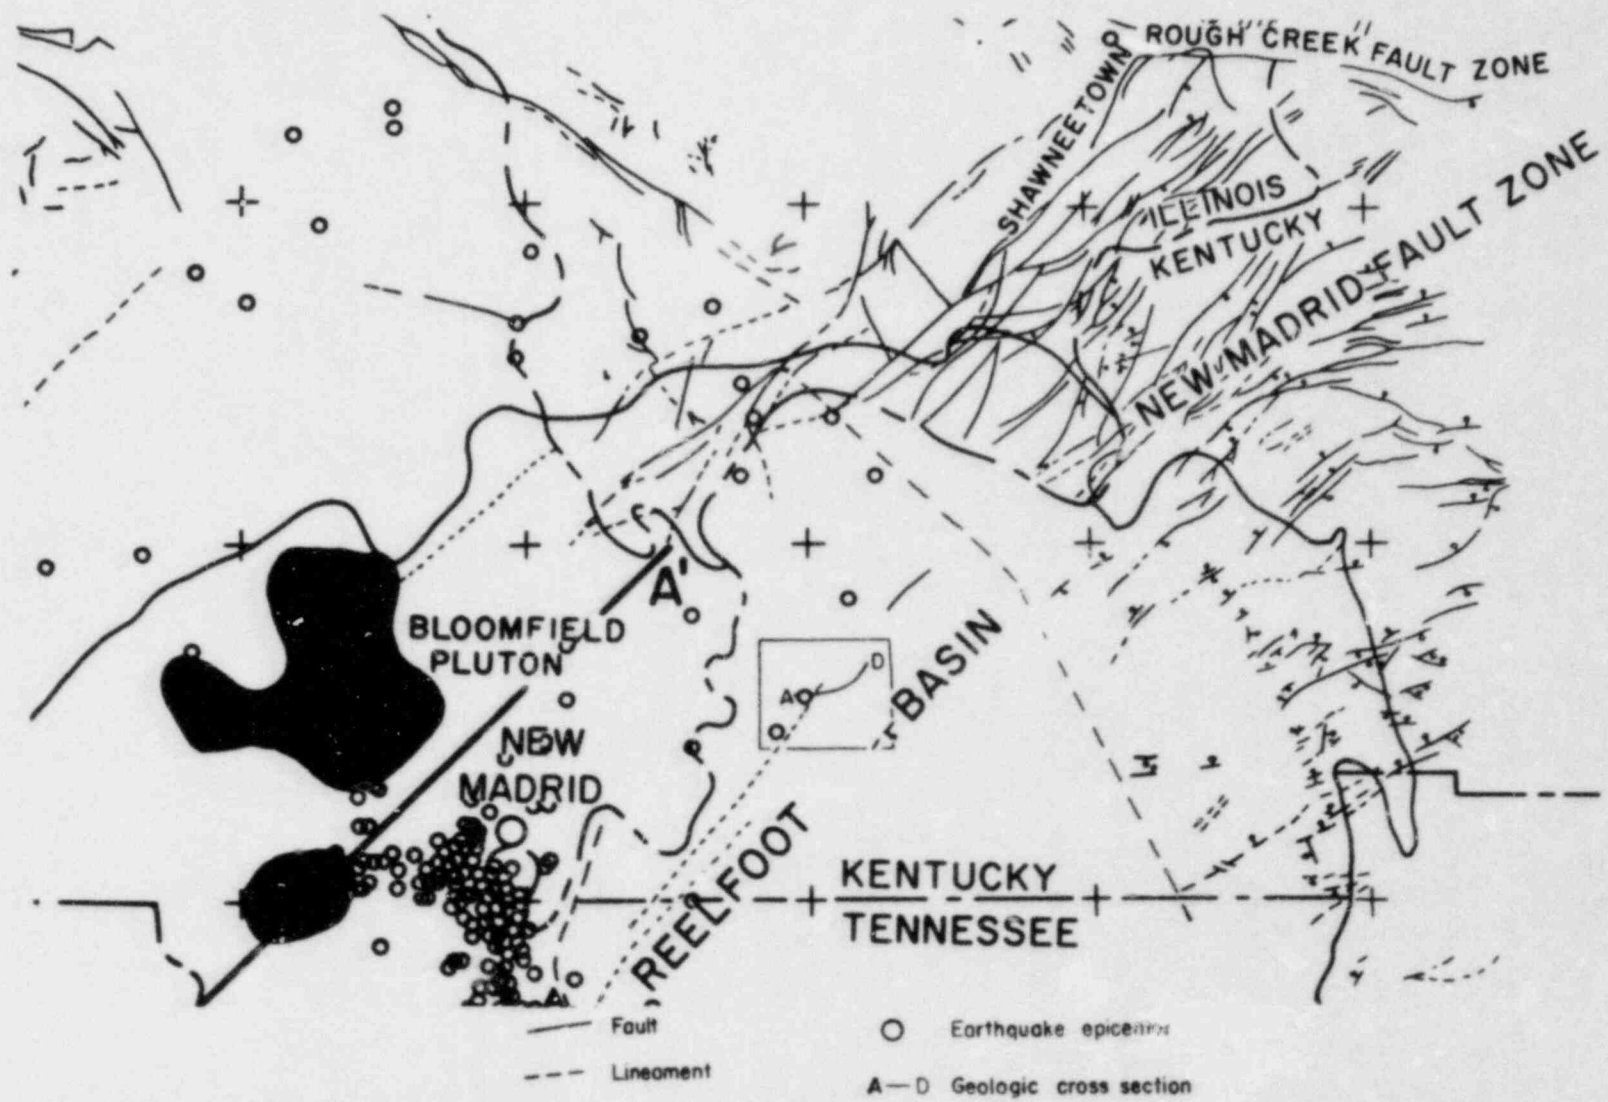 ROUGH CREEK FAULT ZONE
SHAWNEETOWN
ILLINOIS
KENTUCKY
NEW MADRID FAULT ZONE
A'
BLOOMFIELD
PLUTON
A D
BASIN
NEW
MADRID
REELFOOT
KENTUCKY
TENNESSEE
Fault
Earthquake
Lineament
A—D Geologic cross section